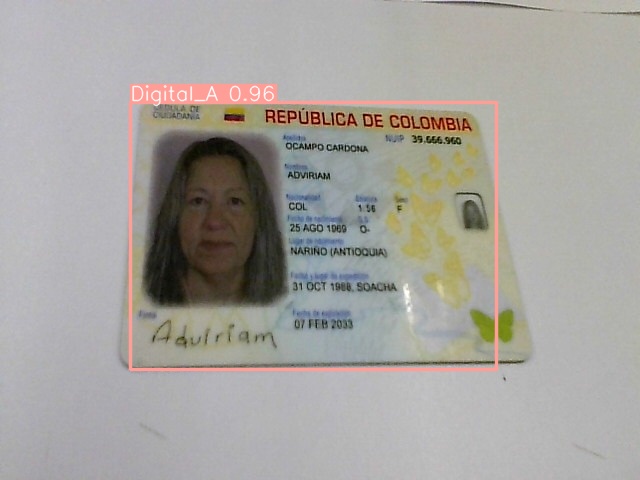 Digital_A 0.96
CÉDULA DE
CIUDADANÍA
REPÚBLICA DE COLOMBIA
Apellidos
NUIP 39.666.960
OCAMPO CARDONA
Nombres
ADVIRIAM
Nacionalidad Estatura Sexo
COL 1.56 F
Fecha de nacimiento G.S.
25 AGO 1969 O-
Lugar de nacimiento
NARIÑO (ANTIOQUIA)
Fecha y lugar de expedición
31 OCT 1988, SOACHA
Firma
Fecha de expiración
07 FEB 2033
Adviriam